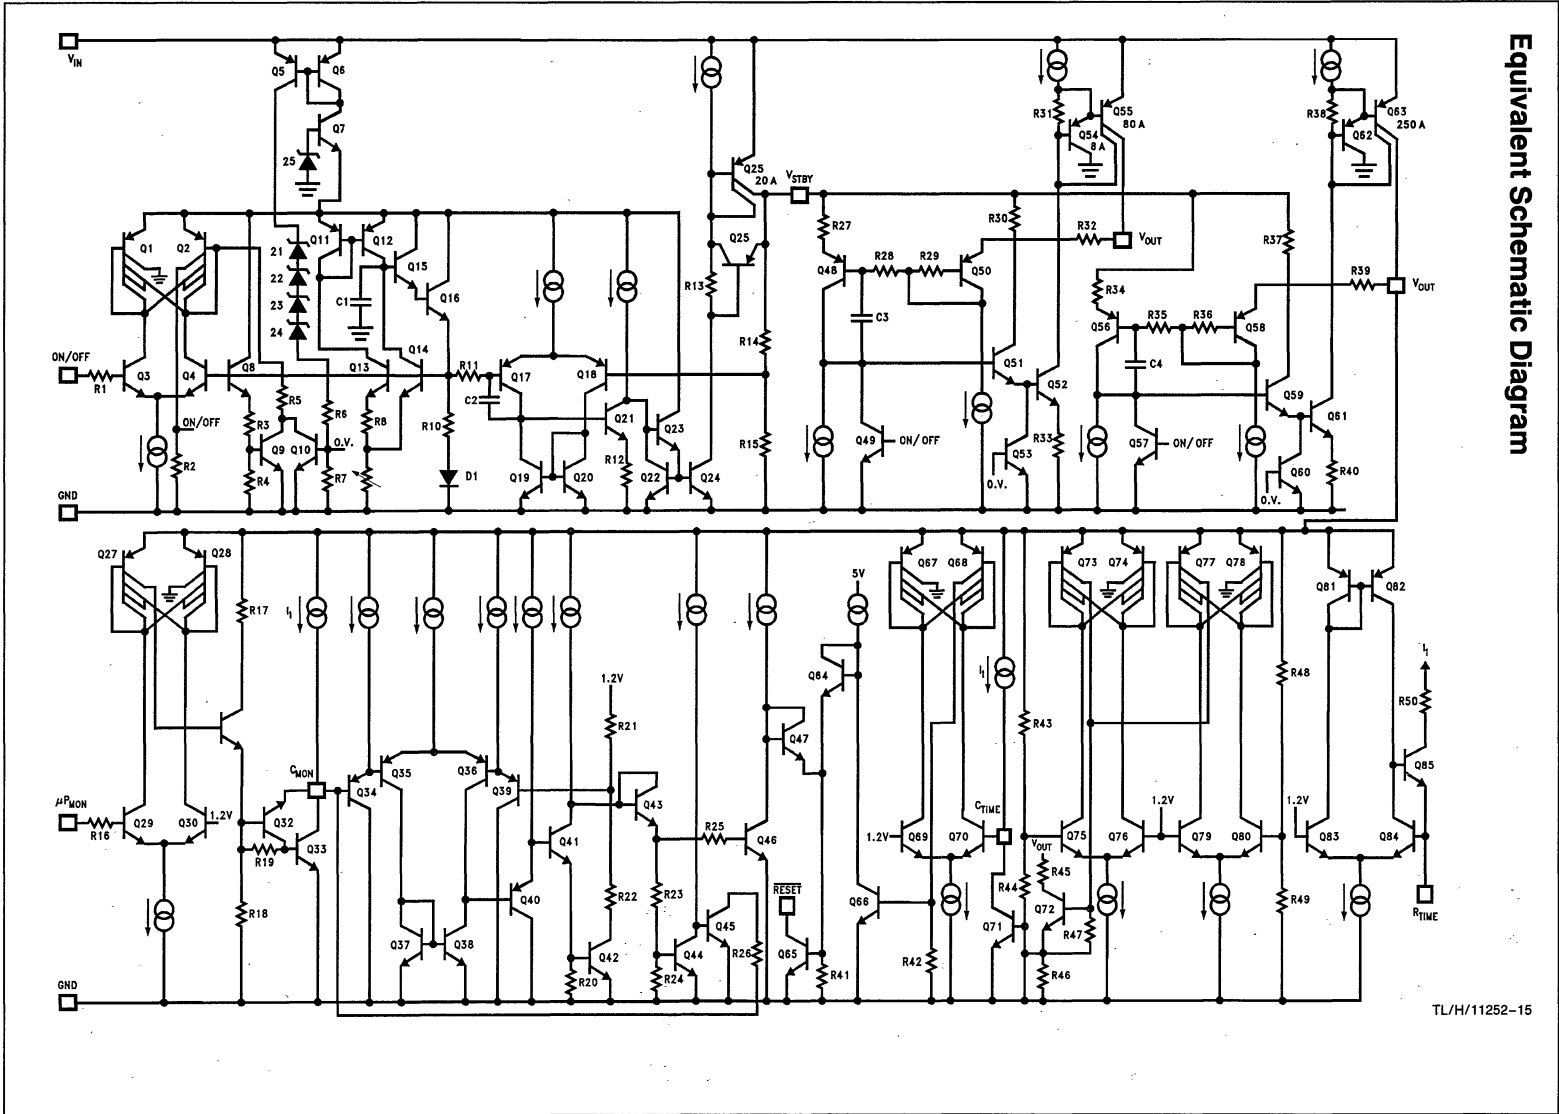 Equivalent Schematic Diagram
VIN
Q5
Q6
Q7
25
Q25
20 A
VSTBY
R31
Q54
8 A
Q55
80 A
R38
Q62
Q63
250 A
Q1
Q2
21
22
23
24
Q11
Q12
C1
Q15
Q16
R13
Q25
R14
R27
Q48
R28
R29
Q50
C3
R30
R32
VOUT
R34
Q56
R35
R36
Q58
C4
R37
R39
VOUT
ON/OFF
R1
Q3
Q4
Q8
R5
R6
Q13
Q14
R11
Q17
C2
Q18
Q21
Q23
Q51
Q52
Q59
Q61
ON/OFF
R2
R3
R4
Q9
Q10
O.V.
R7
R8
R10
D1
Q19
Q20
R12
Q22
Q24
R15
Q49
ON/OFF
Q53
O.V.
R33
Q57
ON/OFF
Q60
O.V.
R40
GND
Q27
Q28
R17
I1
1.2V
R21
5V
Q64
Q67
Q68
I1
R43
Q73
Q74
Q77
Q78
R48
Q81
Q82
I1
R50
Q85
µPMON
R16
Q29
Q30
1.2V
CMON
Q32
R19
Q33
R18
Q34
Q35
Q36
Q39
Q37
Q38
Q40
Q41
R20
Q42
R22
Q43
R23
R24
Q44
R25
Q45
R26
Q46
Q47
RESET
Q65
R41
Q66
R42
1.2V
Q69
Q70
CTIME
Q71
R44
Q75
Q76
VOUT
R45
Q72
R47
R46
1.2V
Q79
Q80
R49
1.2V
Q83
Q84
RTIME
GND
TL/H/11252-15